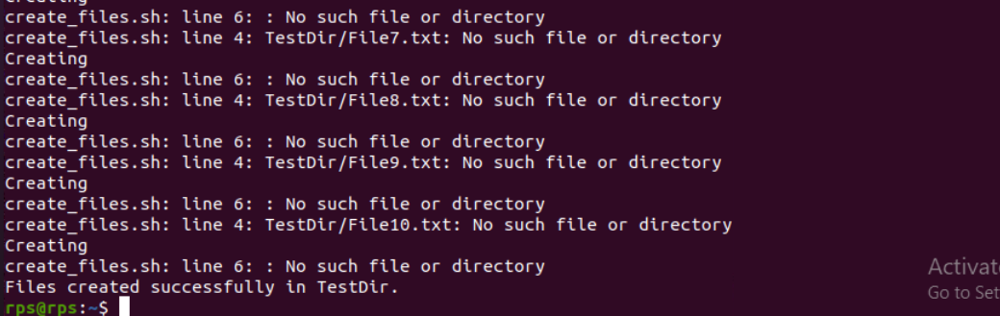 Creating
create_files.sh: line 6: : No such file or directory
create_files.sh: line 4: TestDir/File7.txt: No such file or directory
Creating
create_files.sh: line 6: : No such file or directory
create_files.sh: line 4: TestDir/File8.txt: No such file or directory
Creating
create_files.sh: line 6: : No such file or directory
create_files.sh: line 4: TestDir/File9.txt: No such file or directory
Creating
create_files.sh: line 6: : No such file or directory
create_files.sh: line 4: TestDir/File10.txt: No such file or directory
Creating
create_files.sh: line 6: : No such file or directory
Files created successfully in TestDir.
rps@rps:~$
Activat
Go to Set